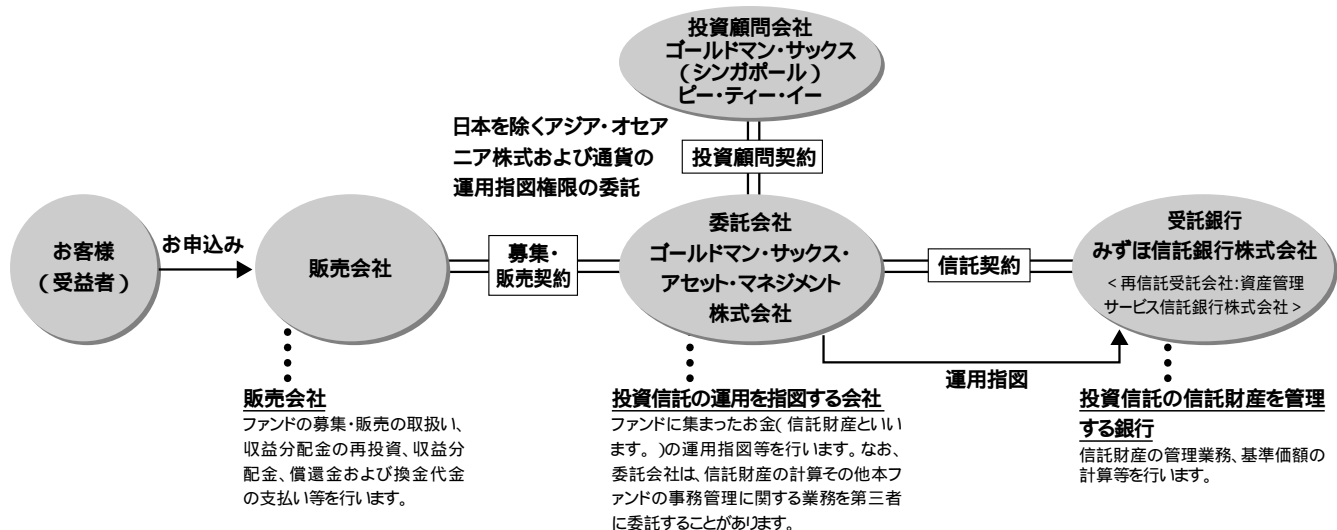 投資顧問会社
ゴールドマン・サックス
（シンガポール）
ピー・ティー・イー
日本を除くアジア・オセア
ニア株式および通貨の
運用指図権限の委託
投資顧問契約
お客様
（受益者）
お申込み
販売会社
募集・
販売契約
委託会社
ゴールドマン・サックス・
アセット・マネジメント
株式会社
信託契約
受託銀行
みずほ信託銀行株式会社
＜再信託受託会社:資産管理
サービス信託銀行株式会社＞
運用指図
販売会社
ファンドの募集・販売の取扱い、
収益分配金の再投資、収益分
配金、償還金および換金代金
の支払い等を行います。
投資信託の運用を指図する会社
ファンドに集まったお金（信託財産といい
ます。）の運用指図等を行います。なお、
委託会社は、信託財産の計算その他本フ
ァンドの事務管理に関する業務を第三者
に委託することがあります。
投資信託の信託財産を管理
する銀行
信託財産の管理業務、基準価額の
計算等を行います。